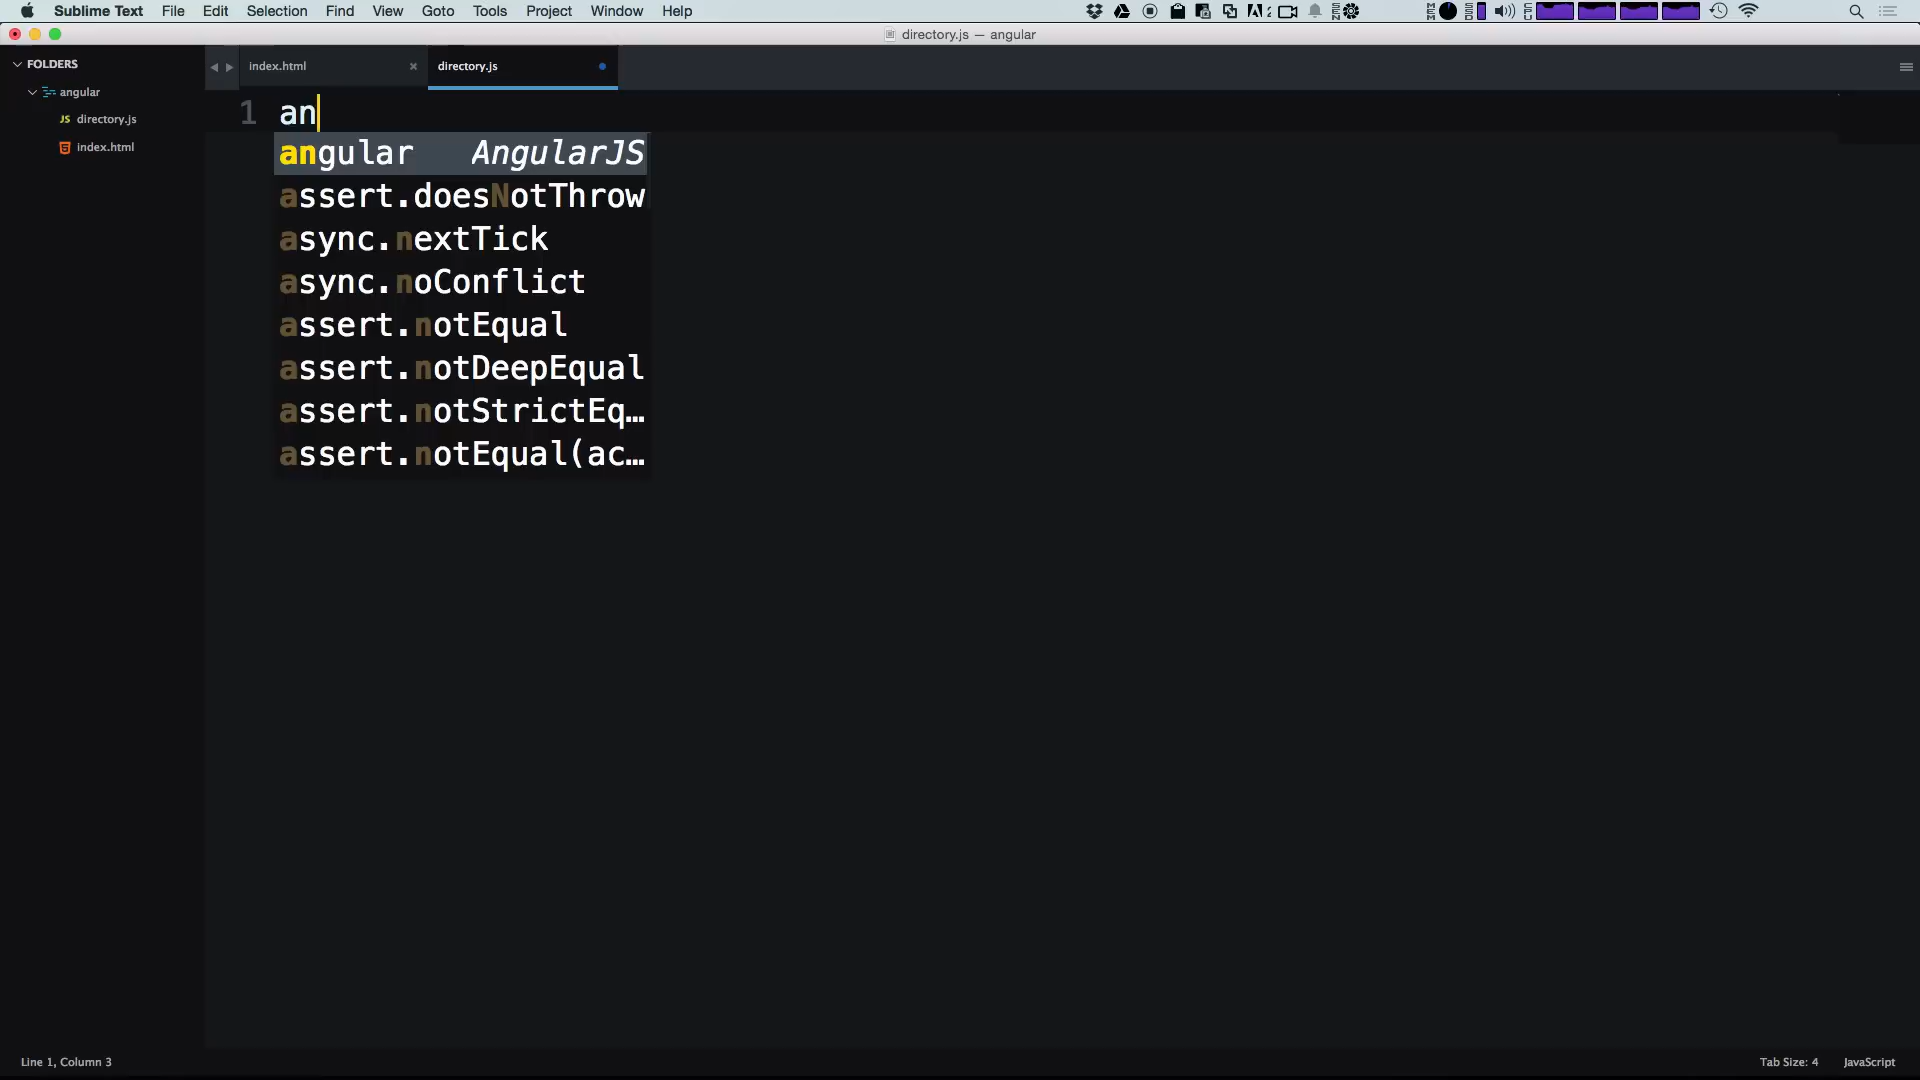 Sublime Text File Edit Selection Find View Goto Tools Project Window Help
directory.js — angular
FOLDERS
angular
directory.js
index.html
index.html directory.js
1 an
angular AngularJS
assert.doesNotThrow
async.nextTick
async.noConflict
assert.notEqual
assert.notDeepEqual
assert.notStrictEq…
assert.notEqual(ac…
Line 1, Column 3 Tab Size: 4 JavaScript